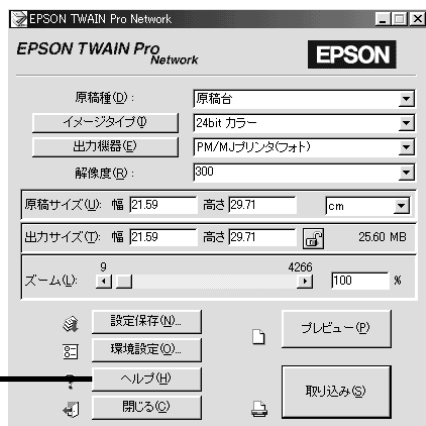 EPSON TWAIN Pro Network
EPSON TWAIN Pro Network
EPSON
原稿種(D)： 原稿台
イメージタイプ(I) 24bit カラー
出力機器(E) PM/MJプリンタ(フォト)
解像度(R)： 300
原稿サイズ(U): 幅 21.59 高さ 29.71 cm
出力サイズ(T): 幅 21.59 高さ 29.71 25.60 MB
ズーム(L): 9 4266 100 %
設定保存(N)...
環境設定(O)...
ヘルプ(H)
閉じる(C)
プレビュー(P)
取り込み(S)